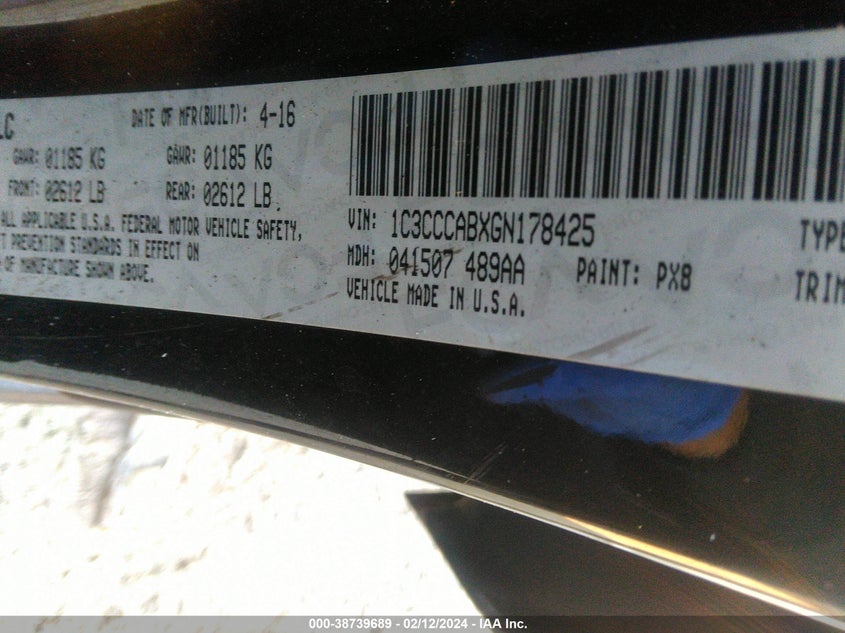 LC
DATE OF MFR(BUILT): 4-16
GAWR: 01185 KG GAWR: 01185 KG
FRONT: 02612 LB REAR: 02612 LB
ALL APPLICABLE U.S.A. FEDERAL MOTOR VEHICLE SAFETY,
PREVENTION STANDARDS IN EFFECT ON
OF MANUFACTURE SHOWN ABOVE.
VIN: 1C3CCCABXGN178425
TYPE
MDH: 041507 489AA PAINT: PX8
TRIM
VEHICLE MADE IN U.S.A.
000-38739689 - 02/12/2024 - IAA Inc.